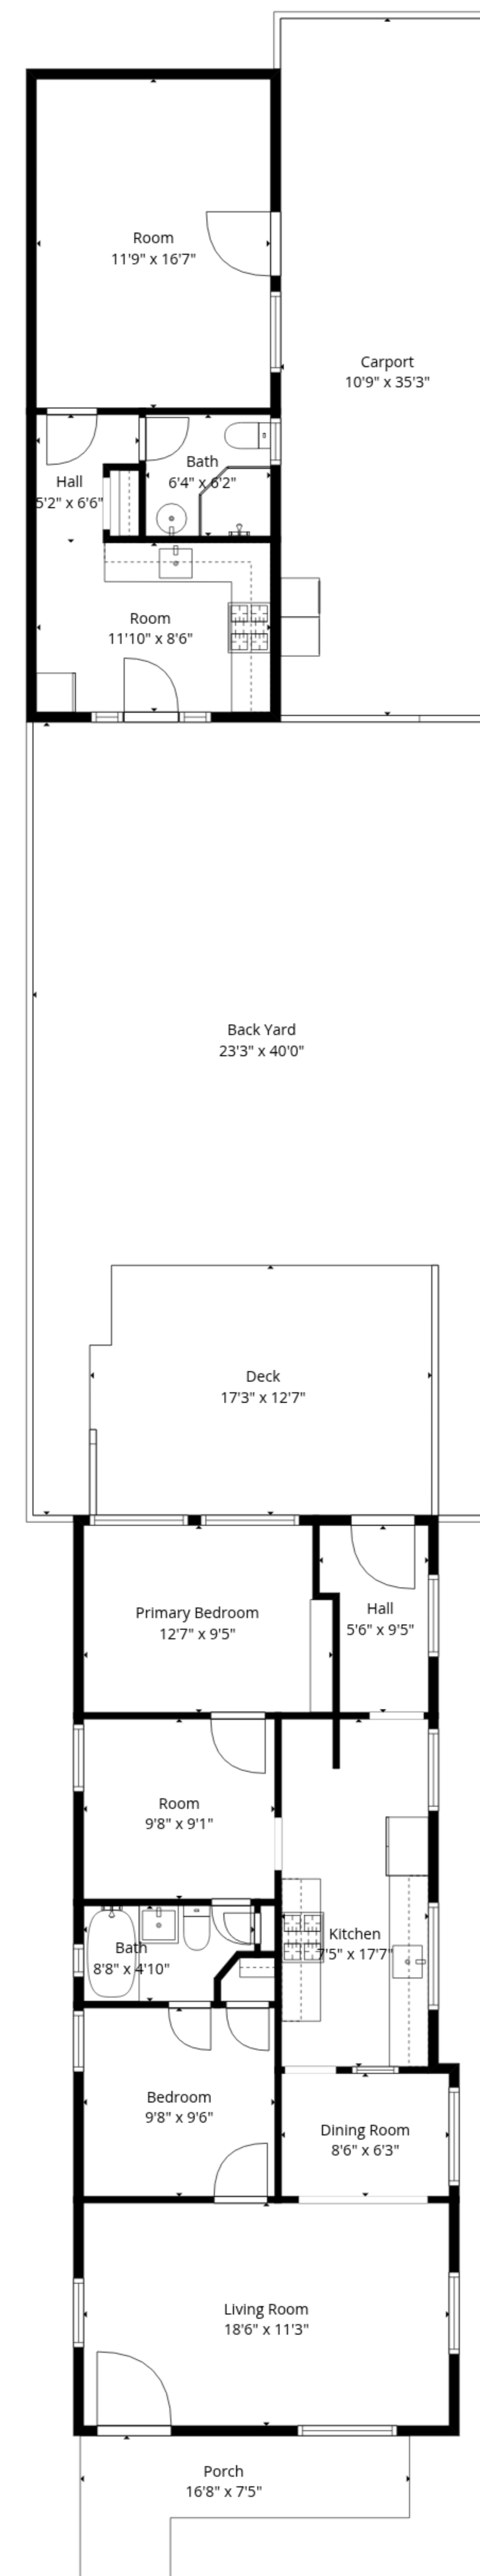 Room
11'9" x 16'7"
Carport
10'9" x 35'3"
Bath
6'4" x 6'2"
Hall
5'2" x 6'6"
Room
11'10" x 8'6"
Back Yard
23'3" x 40'0"
Deck
17'3" x 12'7"
Primary Bedroom
12'7" x 9'5"
Hall
5'6" x 9'5"
Room
9'8" x 9'1"
Kitchen
7'5" x 17'7"
Bath
8'8" x 4'10"
Bedroom
9'8" x 9'6"
Dining Room
8'6" x 6'3"
Living Room
18'6" x 11'3"
Porch
16'8" x 7'5"